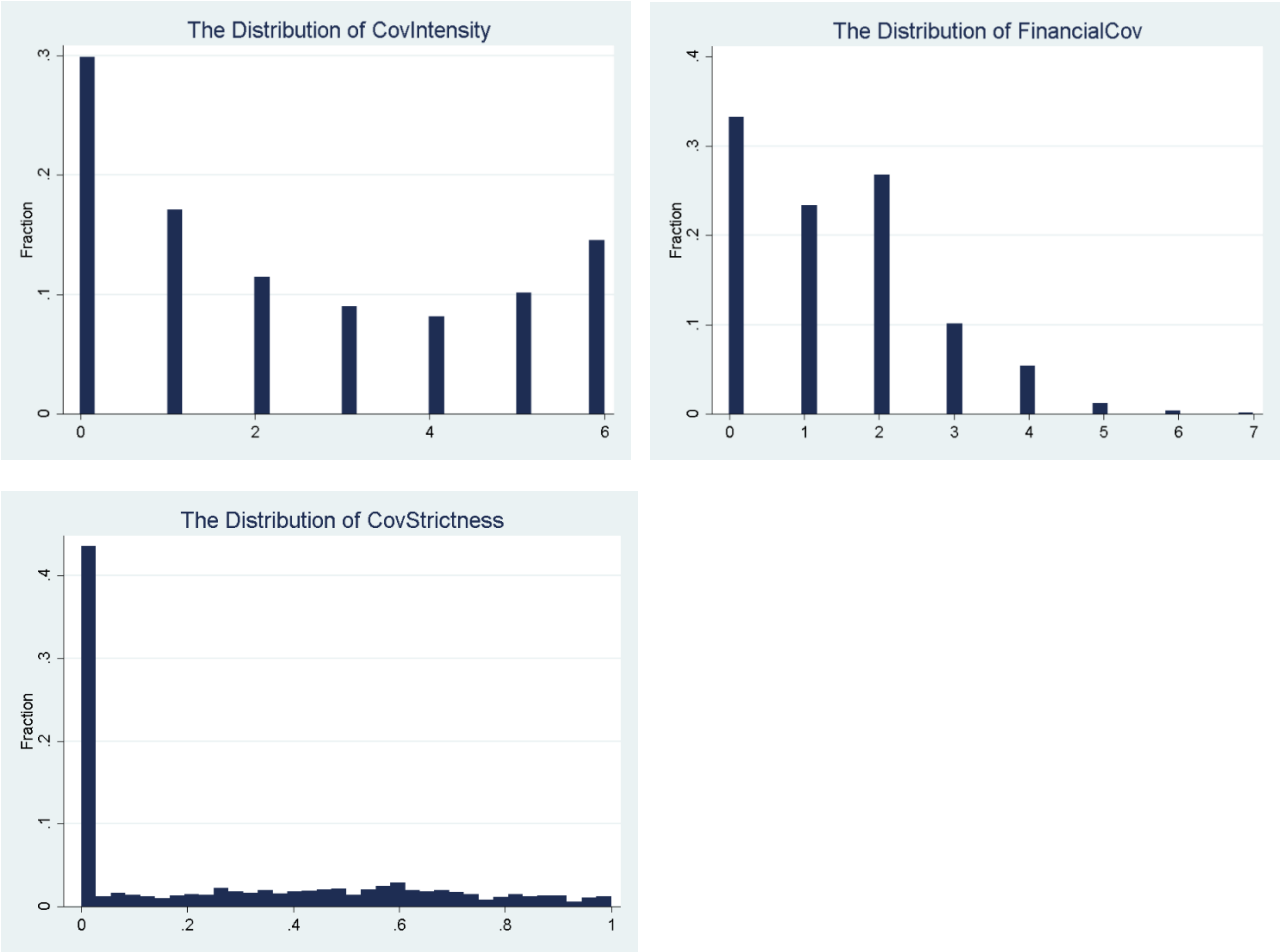 The Distribution of CovIntensity
Fraction
.3
.2
.1
0
0 2 4 6
The Distribution of FinancialCov
Fraction
.4
.3
.2
.1
0
0 1 2 3 4 5 6 7
The Distribution of CovStrictness
Fraction
.4
.3
.2
.1
0
0 .2 .4 .6 .8 1